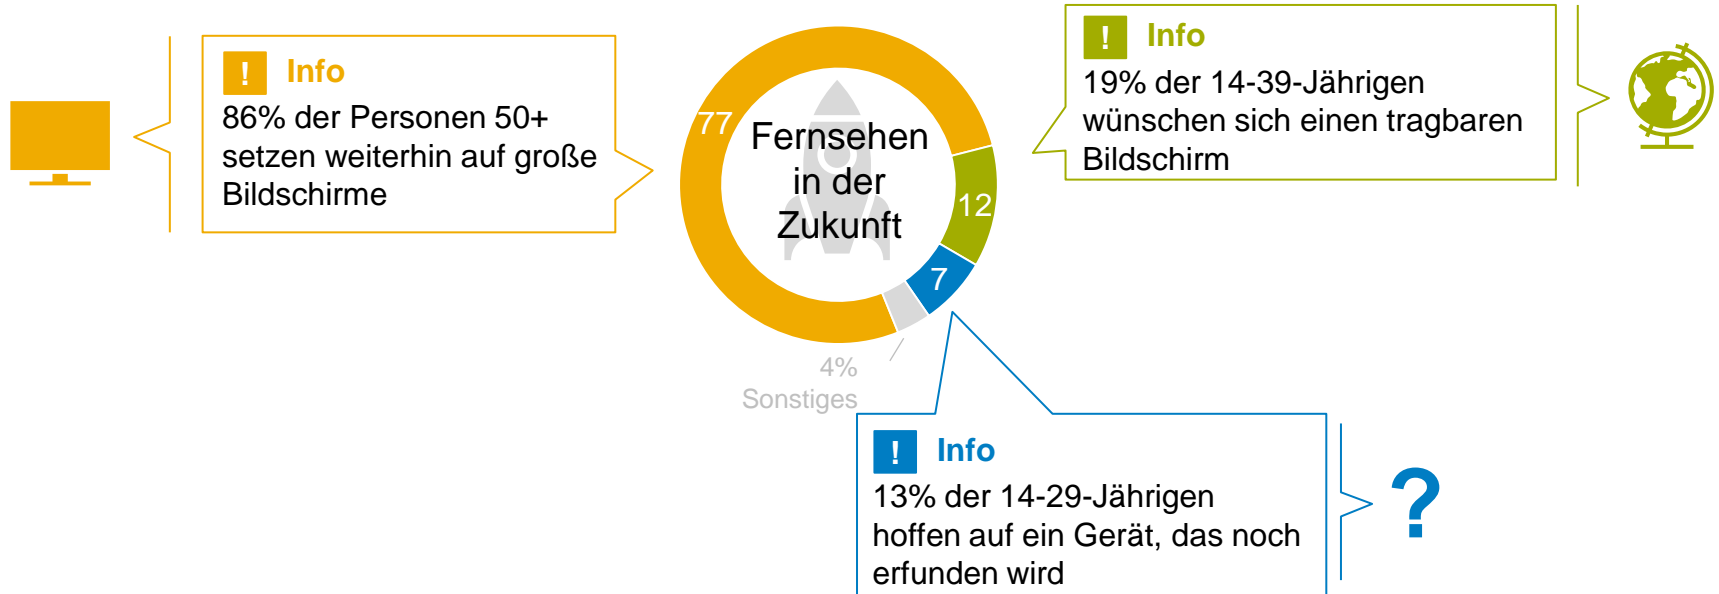 ! Info
86% der Personen 50+
setzen weiterhin auf große
Bildschirme
77
Fernsehen
in der
Zukunft
12
7
4%
Sonstiges
! Info
19% der 14-39-Jährigen
wünschen sich einen tragbaren
Bildschirm
! Info
13% der 14-29-Jährigen
hoffen auf ein Gerät, das noch
erfunden wird
?